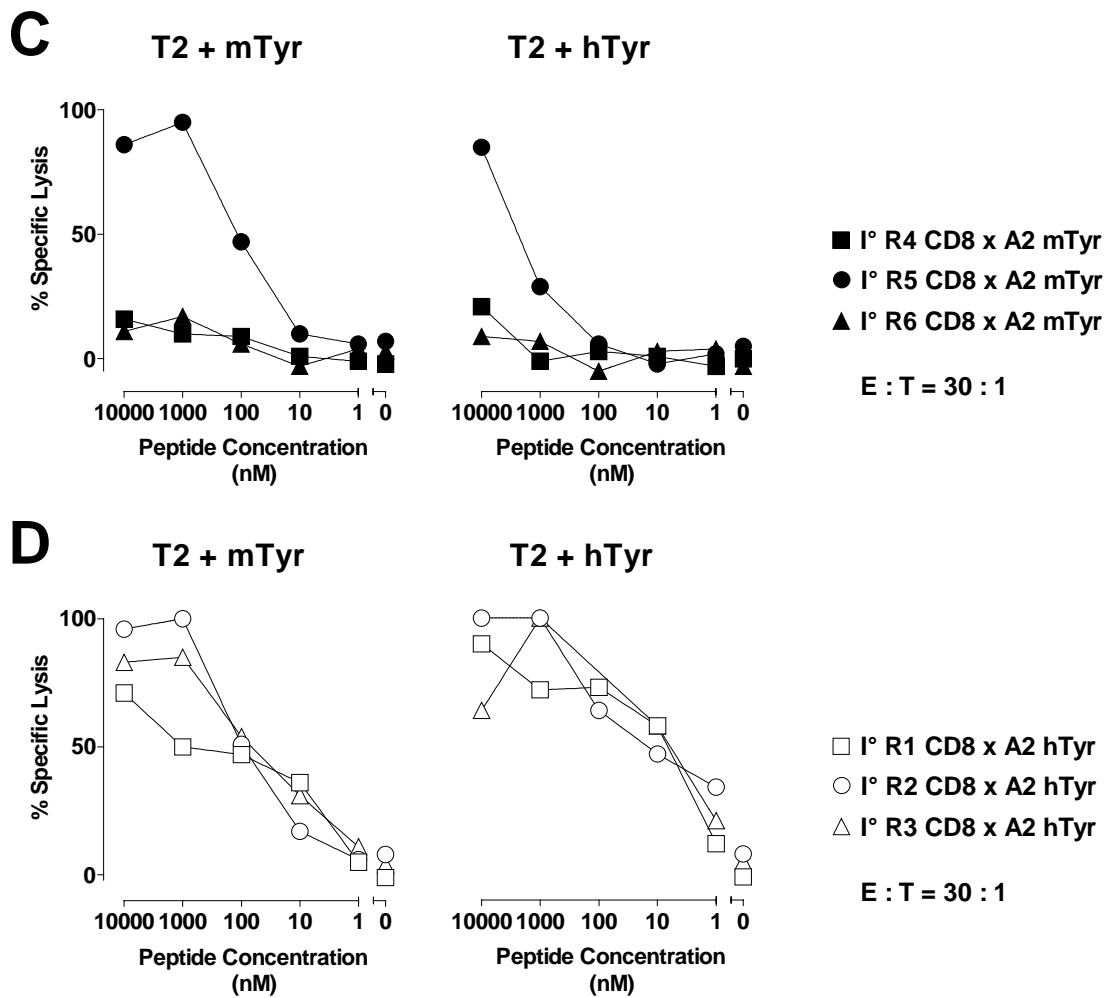 C
T2 + mTyr
T2 + hTyr
% Specific Lysis
100
50
0
10000 1000 100 10 1 0
Peptide Concentration
(nM)
10000 1000 100 10 1 0
Peptide Concentration
(nM)
I° R4 CD8 x A2 mTyr
I° R5 CD8 x A2 mTyr
I° R6 CD8 x A2 mTyr
E : T = 30 : 1
D
T2 + mTyr
T2 + hTyr
% Specific Lysis
100
50
0
10000 1000 100 10 1 0
Peptide Concentration
(nM)
10000 1000 100 10 1 0
Peptide Concentration
(nM)
I° R1 CD8 x A2 hTyr
I° R2 CD8 x A2 hTyr
I° R3 CD8 x A2 hTyr
E : T = 30 : 1